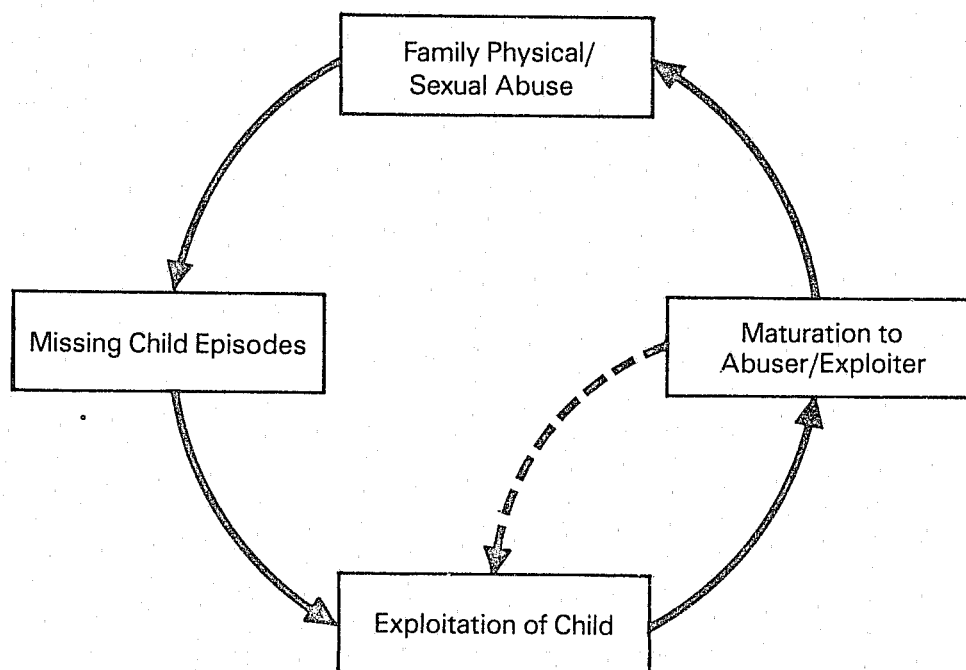 Family Physical/
Sexual Abuse
Missing Child Episodes
Maturation to
Abuser/Exploiter
Exploitation of Child